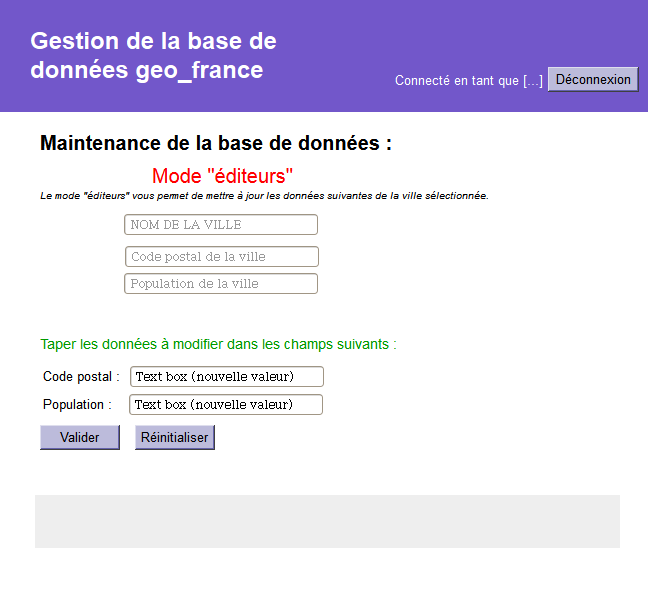 Gestion de la base de
données geo_france
Connecté en tant que [...] Déconnexion
Maintenance de la base de données :
Mode "éditeurs"
Le mode "éditeurs" vous permet de mettre à jour les données suivantes de la ville sélectionnée.
NOM DE LA VILLE
Code postal de la ville
Population de la ville
Taper les données à modifier dans les champs suivants :
Code postal : Text box (nouvelle valeur)
Population : Text box (nouvelle valeur)
Valider Réinitialiser